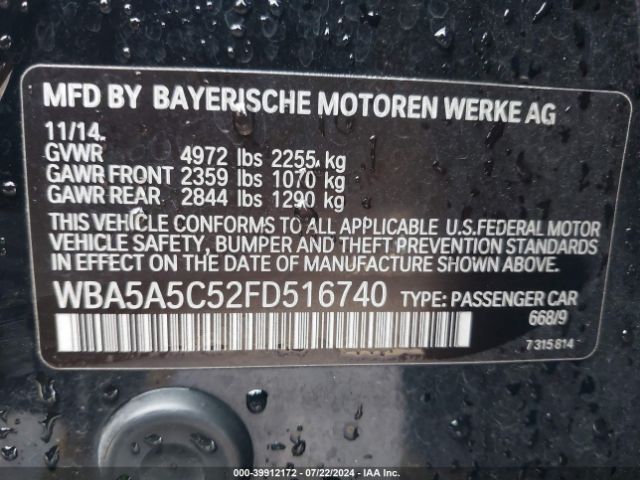 MFD BY BAYERISCHE MOTOREN WERKE AG
11/14.
GVWR 4972 lbs 2255 kg
GAWR FRONT 2359 lbs 1070 kg
GAWR REAR 2844 lbs 1290 kg
THIS VEHICLE CONFORMS TO ALL APPLICABLE U.S.FEDERAL MOTOR
VEHICLE SAFETY, BUMPER AND THEFT PREVENTION STANDARDS
IN EFFECT ON THE DATE OF MANUFACTURE SHOWN ABOVE.
WBA5A5C52FD516740 TYPE: PASSENGER CAR
668/9
7315814
000-39912172 - 07/22/2024 - IAA Inc.